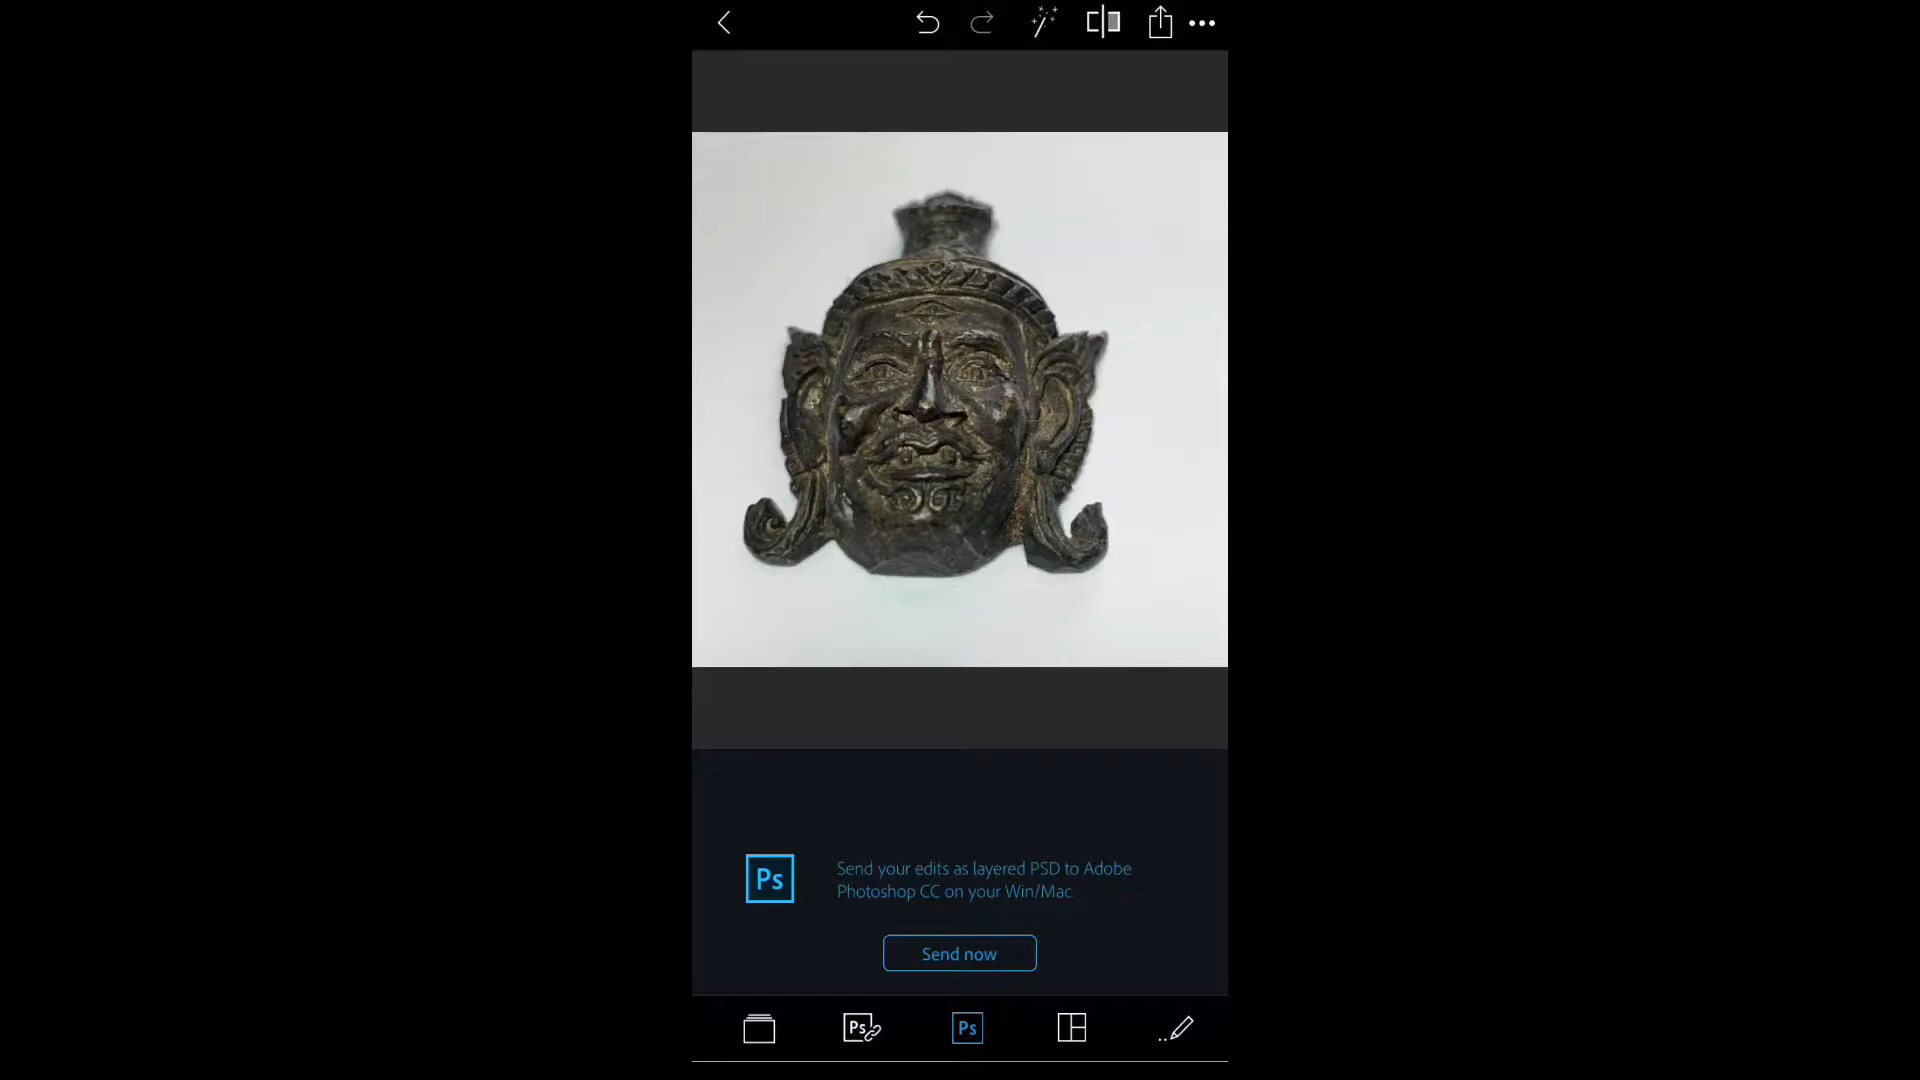 Ps
Send your edits as layered PSD to Adobe
Photoshop CC on your Win/Mac.
Send now
Ps
Ps